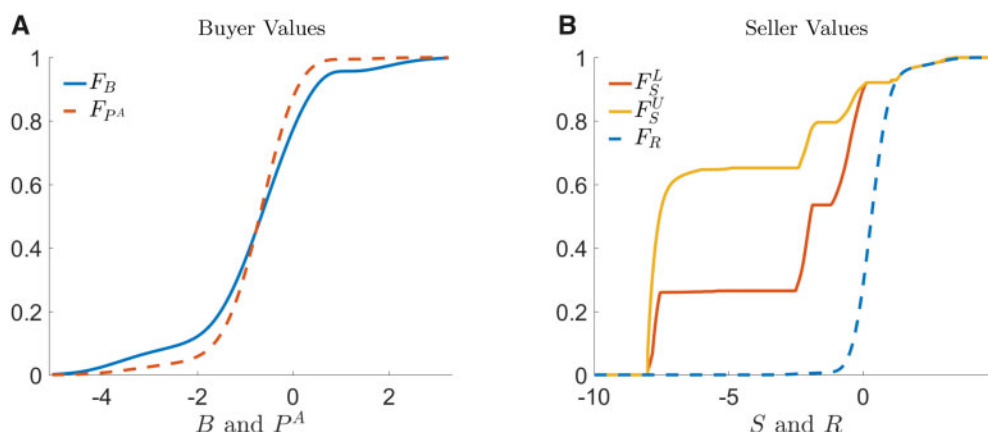 A
Buyer Values
1
0.8
0.6
0.4
0.2
0
-4
-2
0
2
F_B
F_{P^A}
B and P^A
B
Seller Values
1
0.8
0.6
0.4
0.2
0
-10
-5
0
F_S^L
F_S^U
F_R
S and R